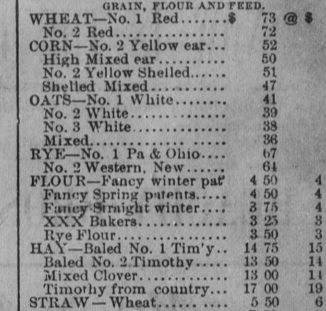 GRAIN, FLOUR AND FEED.
WHEAT—No. 1 Red.......$ 73 @ $
No. 2 Red............... 72
CORN—No. 2 Yellow ear... 52
High Mixed ear.......... 50
No. 2 Yellow Shelled..... 51
Shelled Mixed........... 47
OATS—No. 1 White........ 41
No. 2 White............. 39
No. 3 White............. 38
Mixed................... 36
RYE—No. 1 Pa & Ohio.... 67
No. 2 Western, New...... 64
FLOUR—Fancy winter pat' 4 50 4
Fancy Spring patents..... 4 50 4
Fancy Straight winter.... 3 75 4
XXX Bakers.............. 3 25 3
Rye Flour............... 3 50 3
HAY—Baled No. 1 Tim'y.. 14 75 15
Baled No. 2 Timothy..... 13 50 14
Mixed Clover............ 13 00 14
Timothy from country... 17 00 19
STRAW—Wheat............ 5 50 6